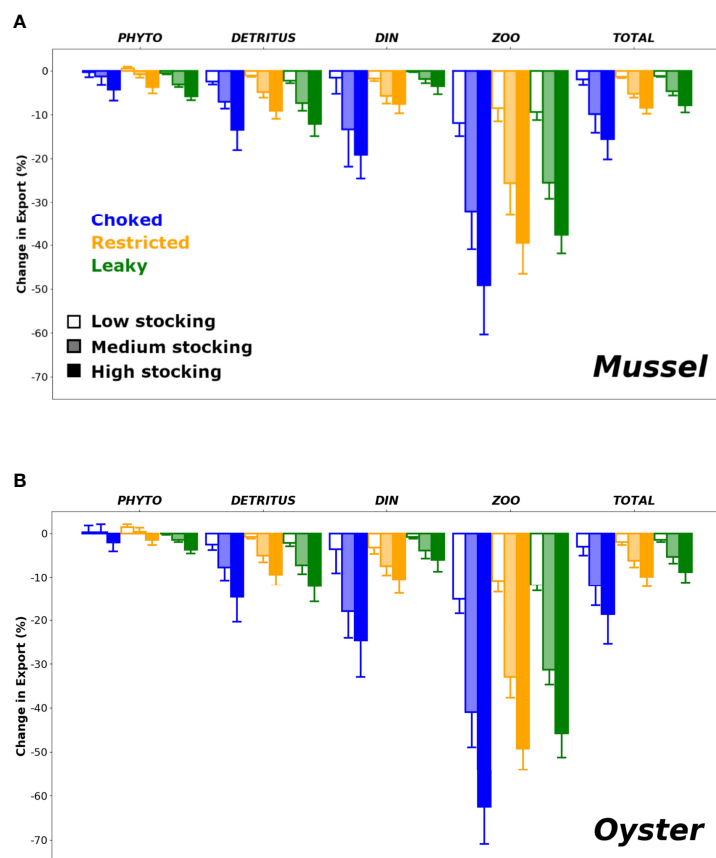 A
PHYTO DETRITUS DIN ZOO TOTAL
0
-10
-20
-30
-40
-50
-60
-70
Change in Export (%)
Choked
Restricted
Leaky
Low stocking
Medium stocking
High stocking
Mussel
B
PHYTO DETRITUS DIN ZOO TOTAL
0
-10
-20
-30
-40
-50
-60
-70
Change in Export (%)
Oyster